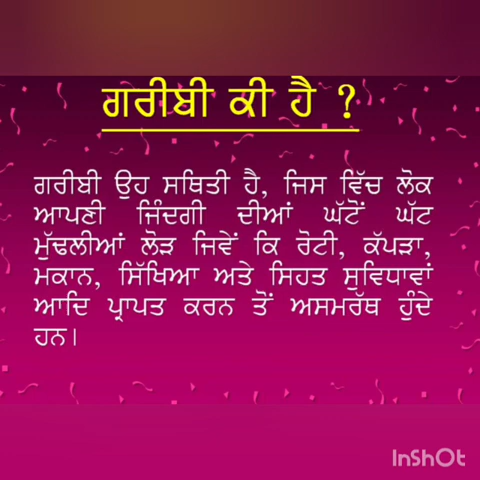 ਗਰੀਬੀ ਕੀ ਹੈ ?
ਗਰੀਬੀ ਉਹ ਸਥਿਤੀ ਹੈ, ਜਿਸ ਵਿੱਚ ਲੋਕ
ਆਪਣੀ ਜਿੰਦਗੀ ਦੀਆਂ ਘੱਟੋਂ ਘੱਟ
ਮੁੱਢਲੀਆਂ ਲੋੜ ਜਿਵੇਂ ਕਿ ਰੋਟੀ, ਕੱਪੜਾ,
ਮਕਾਨ, ਸਿੱਖਿਆ ਅਤੇ ਸਿਹਤ ਸੁਵਿਧਾਵਾਂ
ਆਦਿ ਪ੍ਰਾਪਤ ਕਰਨ ਤੋਂ ਅਸਮਰੱਥ ਹੁੰਦੇ
ਹਨ।
InShOt